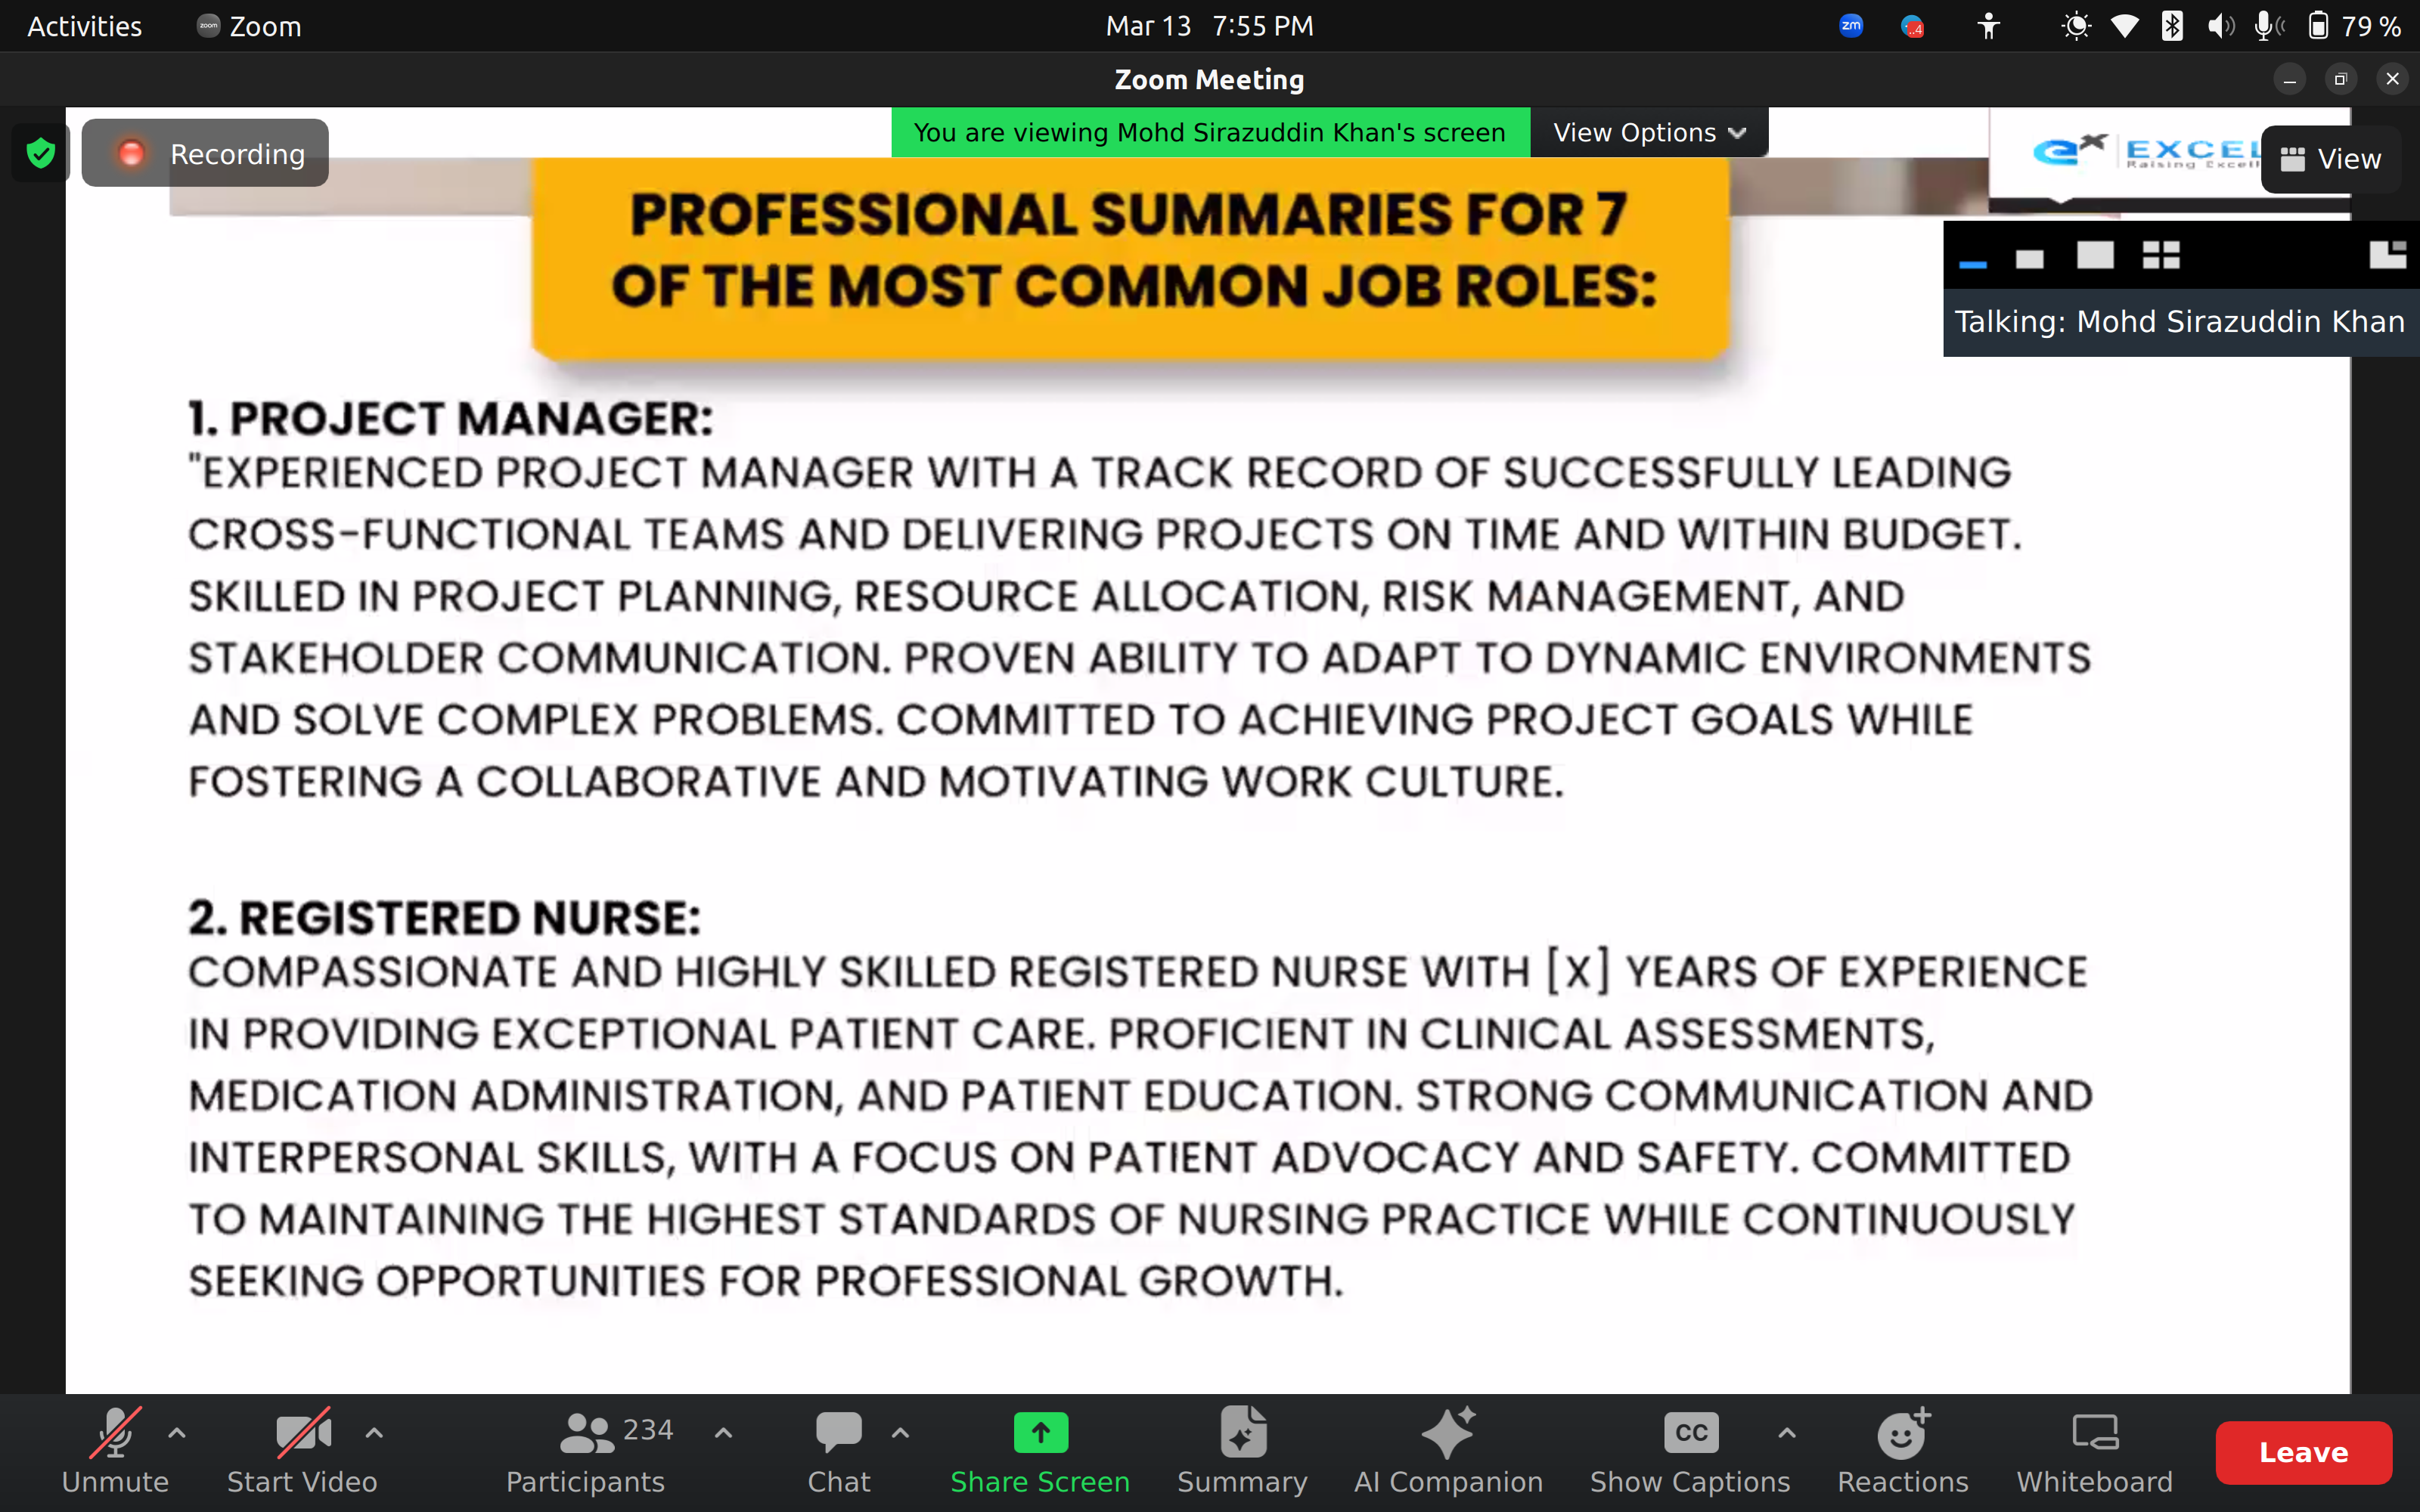 Activities
zoom Zoom
Mar 13 7:55 PM
zm
79 %
Zoom Meeting
Recording
You are viewing Mohd Sirazuddin Khan's screen
View Options
EXCEL
Raising Excell
View
Talking: Mohd Sirazuddin Khan
PROFESSIONAL SUMMARIES FOR 7
OF THE MOST COMMON JOB ROLES:
1. PROJECT MANAGER:
"EXPERIENCED PROJECT MANAGER WITH A TRACK RECORD OF SUCCESSFULLY LEADING
CROSS-FUNCTIONAL TEAMS AND DELIVERING PROJECTS ON TIME AND WITHIN BUDGET.
SKILLED IN PROJECT PLANNING, RESOURCE ALLOCATION, RISK MANAGEMENT, AND
STAKEHOLDER COMMUNICATION. PROVEN ABILITY TO ADAPT TO DYNAMIC ENVIRONMENTS
AND SOLVE COMPLEX PROBLEMS. COMMITTED TO ACHIEVING PROJECT GOALS WHILE
FOSTERING A COLLABORATIVE AND MOTIVATING WORK CULTURE.
2. REGISTERED NURSE:
COMPASSIONATE AND HIGHLY SKILLED REGISTERED NURSE WITH [X] YEARS OF EXPERIENCE
IN PROVIDING EXCEPTIONAL PATIENT CARE. PROFICIENT IN CLINICAL ASSESSMENTS,
MEDICATION ADMINISTRATION, AND PATIENT EDUCATION. STRONG COMMUNICATION AND
INTERPERSONAL SKILLS, WITH A FOCUS ON PATIENT ADVOCACY AND SAFETY. COMMITTED
TO MAINTAINING THE HIGHEST STANDARDS OF NURSING PRACTICE WHILE CONTINUOUSLY
SEEKING OPPORTUNITIES FOR PROFESSIONAL GROWTH.
Unmute
Start Video
234
Participants
Chat
Share Screen
Summary
AI Companion
CC
Show Captions
Reactions
Whiteboard
Leave